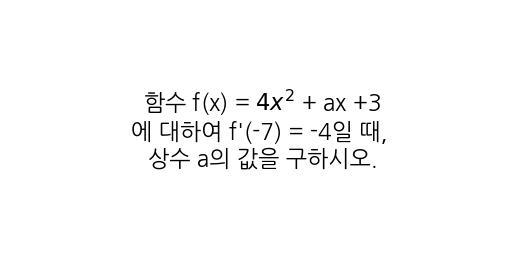 함수 f(x) = 4x² + ax +3
에 대하여 f'(-7) = -4일 때,
상수 a의 값을 구하시오.